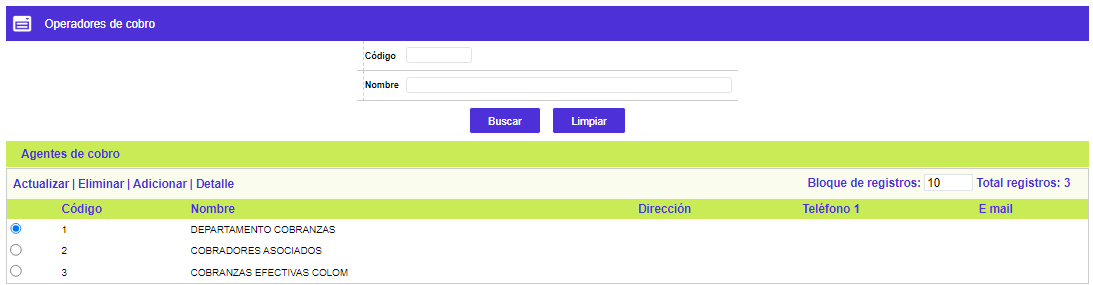 Operadores de cobro
Código
Nombre
Buscar Limpiar
Agentes de cobro
Actualizar | Eliminar | Adicionar | Detalle Bloque de registros: 10 Total registros: 3
Código Nombre Dirección Teléfono 1 E mail
1 DEPARTAMENTO COBRANZAS
2 COBRADORES ASOCIADOS
3 COBRANZAS EFECTIVAS COLOM